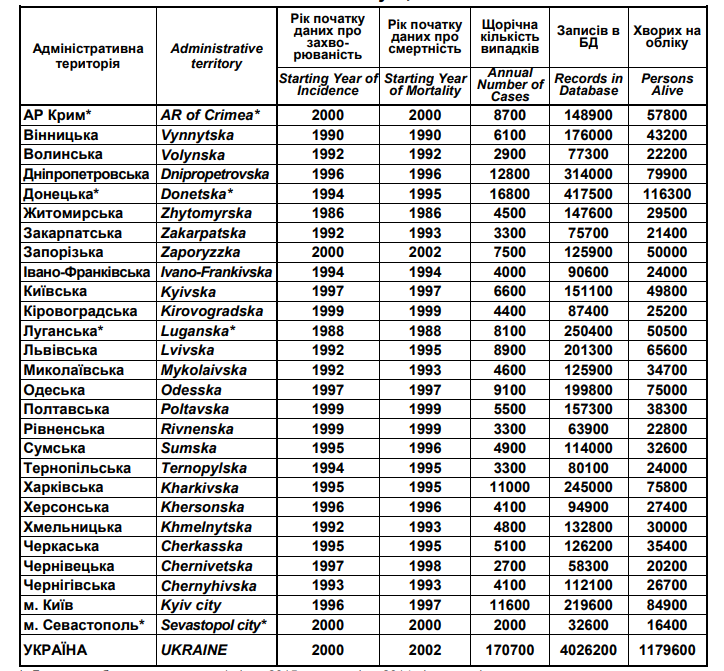 Адміністративна територія | Administrative territory | Рік початку даних про захво-рюваність | Рік початку даних про смертність | Щорічна кількість випадків | Записів в БД | Хворих на обліку
Starting Year of Incidence | Starting Year of Mortality | Annual Number of Cases | Records in Database | Persons Alive
АР Крим* | AR of Crimea* | 2000 | 2000 | 8700 | 148900 | 57800
Вінницька | Vynnytska | 1990 | 1990 | 6100 | 176000 | 43200
Волинська | Volynska | 1992 | 1992 | 2900 | 77300 | 22200
Дніпропетровська | Dnipropetrovska | 1996 | 1996 | 12800 | 314000 | 79900
Донецька* | Donetska* | 1994 | 1995 | 16800 | 417500 | 116300
Житомирська | Zhytomyrska | 1986 | 1986 | 4500 | 147600 | 29500
Закарпатська | Zakarpatska | 1992 | 1993 | 3300 | 75700 | 21400
Запорізька | Zaporyzzka | 2000 | 2002 | 7500 | 125900 | 50000
Івано-Франківська | Ivano-Frankivska | 1994 | 1994 | 4000 | 90600 | 24000
Київська | Kyivska | 1997 | 1997 | 6600 | 151100 | 49800
Кіровоградська | Kirovogradska | 1999 | 1999 | 4400 | 87400 | 25200
Луганська* | Luganska* | 1988 | 1988 | 8100 | 250400 | 50500
Львівська | Lvivska | 1992 | 1995 | 8900 | 201300 | 65600
Миколаївська | Mykolaivska | 1992 | 1993 | 4600 | 125900 | 34700
Одеська | Odesska | 1997 | 1997 | 9100 | 199800 | 75000
Полтавська | Poltavska | 1999 | 1999 | 5500 | 157300 | 38300
Рівненська | Rivnenska | 1999 | 1999 | 3300 | 63900 | 22800
Сумська | Sumska | 1995 | 1996 | 4900 | 114000 | 32600
Тернопільська | Ternopylska | 1994 | 1995 | 3300 | 80100 | 24000
Харківська | Kharkivska | 1995 | 1995 | 11000 | 245000 | 75800
Херсонська | Khersonska | 1996 | 1996 | 4100 | 94900 | 27400
Хмельницька | Khmelnytska | 1992 | 1993 | 4800 | 132800 | 30000
Черкаська | Cherkasska | 1995 | 1995 | 5100 | 126200 | 35400
Чернівецька | Chernivetska | 1997 | 1998 | 2700 | 58300 | 20200
Чернігівська | Chernyhivska | 1993 | 1993 | 4100 | 112100 | 26700
м. Київ | Kyiv city | 1996 | 1997 | 11600 | 219600 | 84900
м. Севастополь* | Sevastopol city* | 2000 | 2000 | 2000 | 32600 | 16400
УКРАЇНА | UKRAINE | 2000 | 2002 | 170700 | 4026200 | 1179600